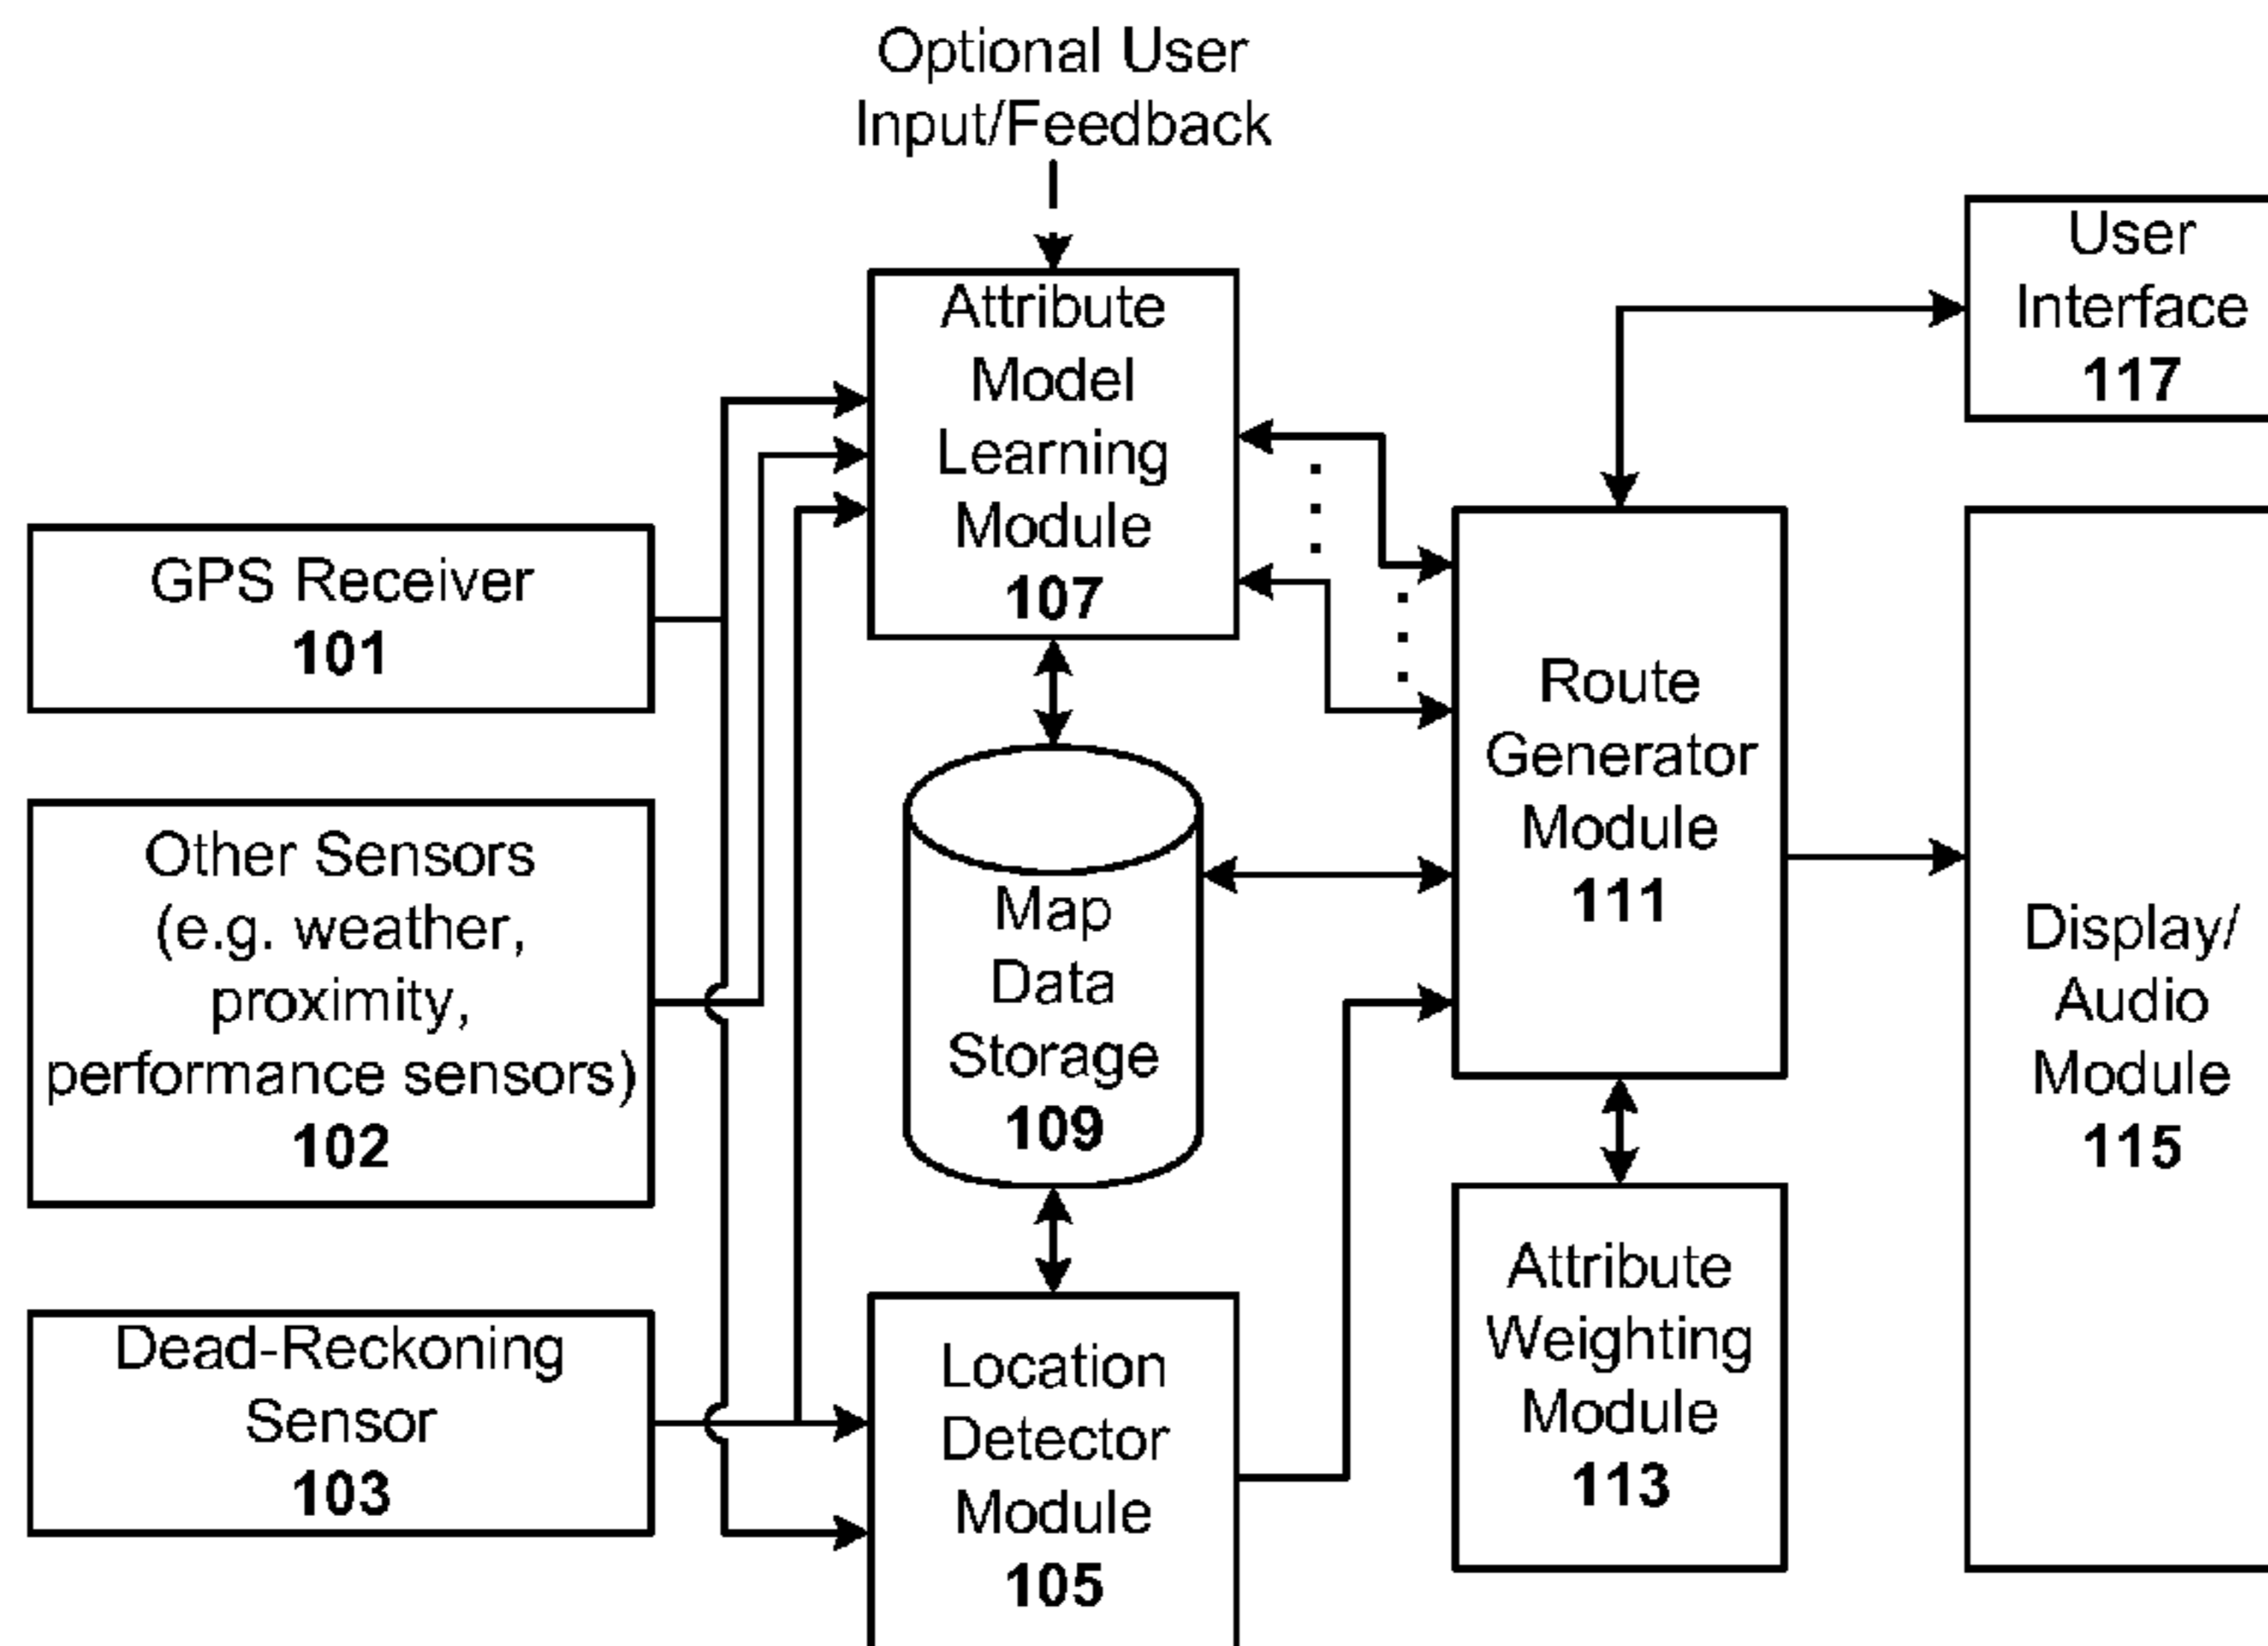 Optional User
Input/Feedback
Attribute
Model
Learning
Module
107
GPS Receiver
101
Other Sensors
(e.g. weather,
proximity,
performance sensors)
102
Dead-Reckoning
Sensor
103
Map
Data
Storage
109
Location
Detector
Module
105
Route
Generator
Module
111
Attribute
Weighting
Module
113
User
Interface
117
Display/
Audio
Module
115